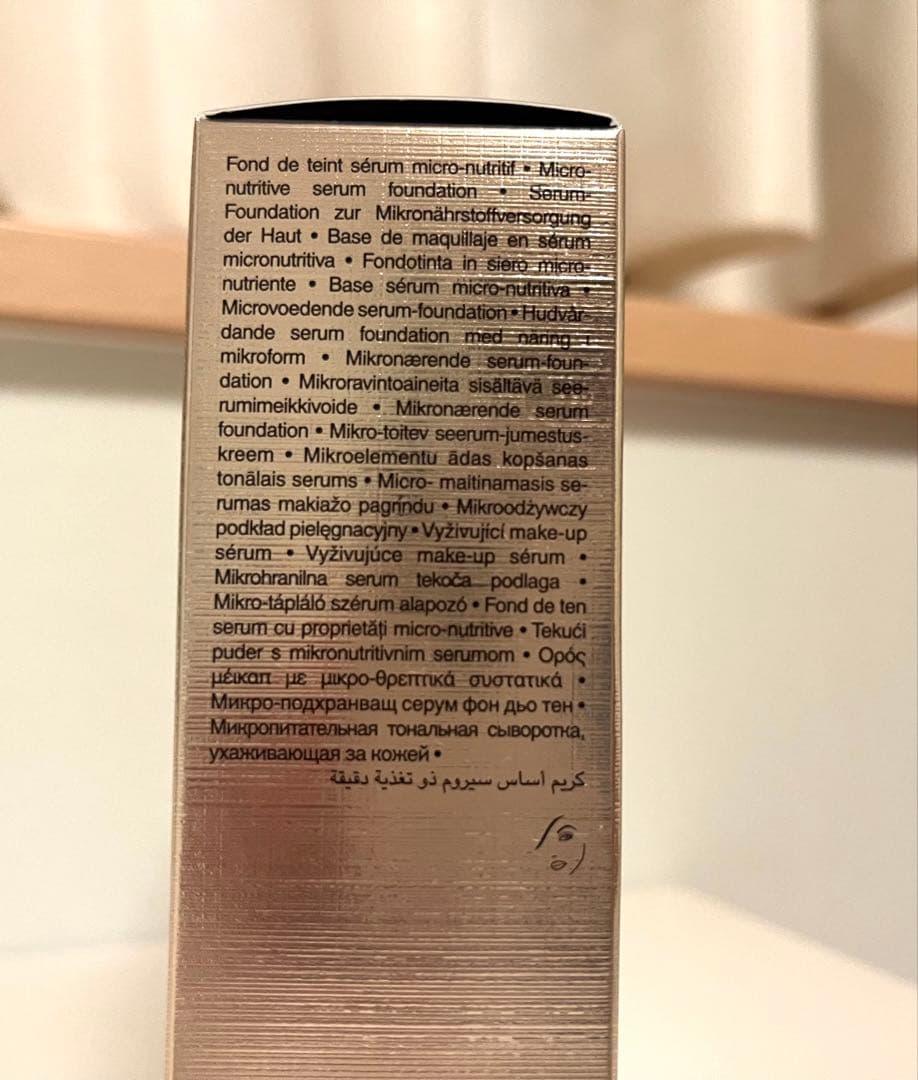 Fond de teint sérum micro-nutritif • Micro-
nutritive serum foundation • Serum-
Foundation zur Mikronährstoffversorgung
der Haut • Base de maquillaje en sérum
micronutritiva • Fondotinta in siero micro
nutriente • Base sérum micro-nutritiva •
Microvoedende serum-foundation • Hudvår-
dande serum foundation med näring i
mikroform • Mikronærende serum-foun-
dation • Mikroravintoaineita sisältävä see-
rumimeikkivoide • Mikronærende serum
foundation • Mikro-toitev seerum-jumestus-
kreem • Mikroelementu ādas kopšanas
tonālais serums • Micro- maitinamasis se-
rumas makiažo pagrindu • Mikroodżywczy
podkład pielęgnacyjny • Vyživující make-up
sérum • Vyživujúce make-up sérum •
Mikrohranilna serum tekoča podlaga •
Mikro-tápláló szérum alapozó • Fond de ten
serum cu proprietăți micro-nutritive • Tekući
puder s mikronutritivnim serumom • Ορός
μέικαπ με μικρο-θρεπτικά συστατικά •
Микро-подхранващ серум фон дьо тен •
Микропитательная тональная сыворотка,
ухаживающая за кожей •
كريم أساس سيروم ذو تغذية دقيقة